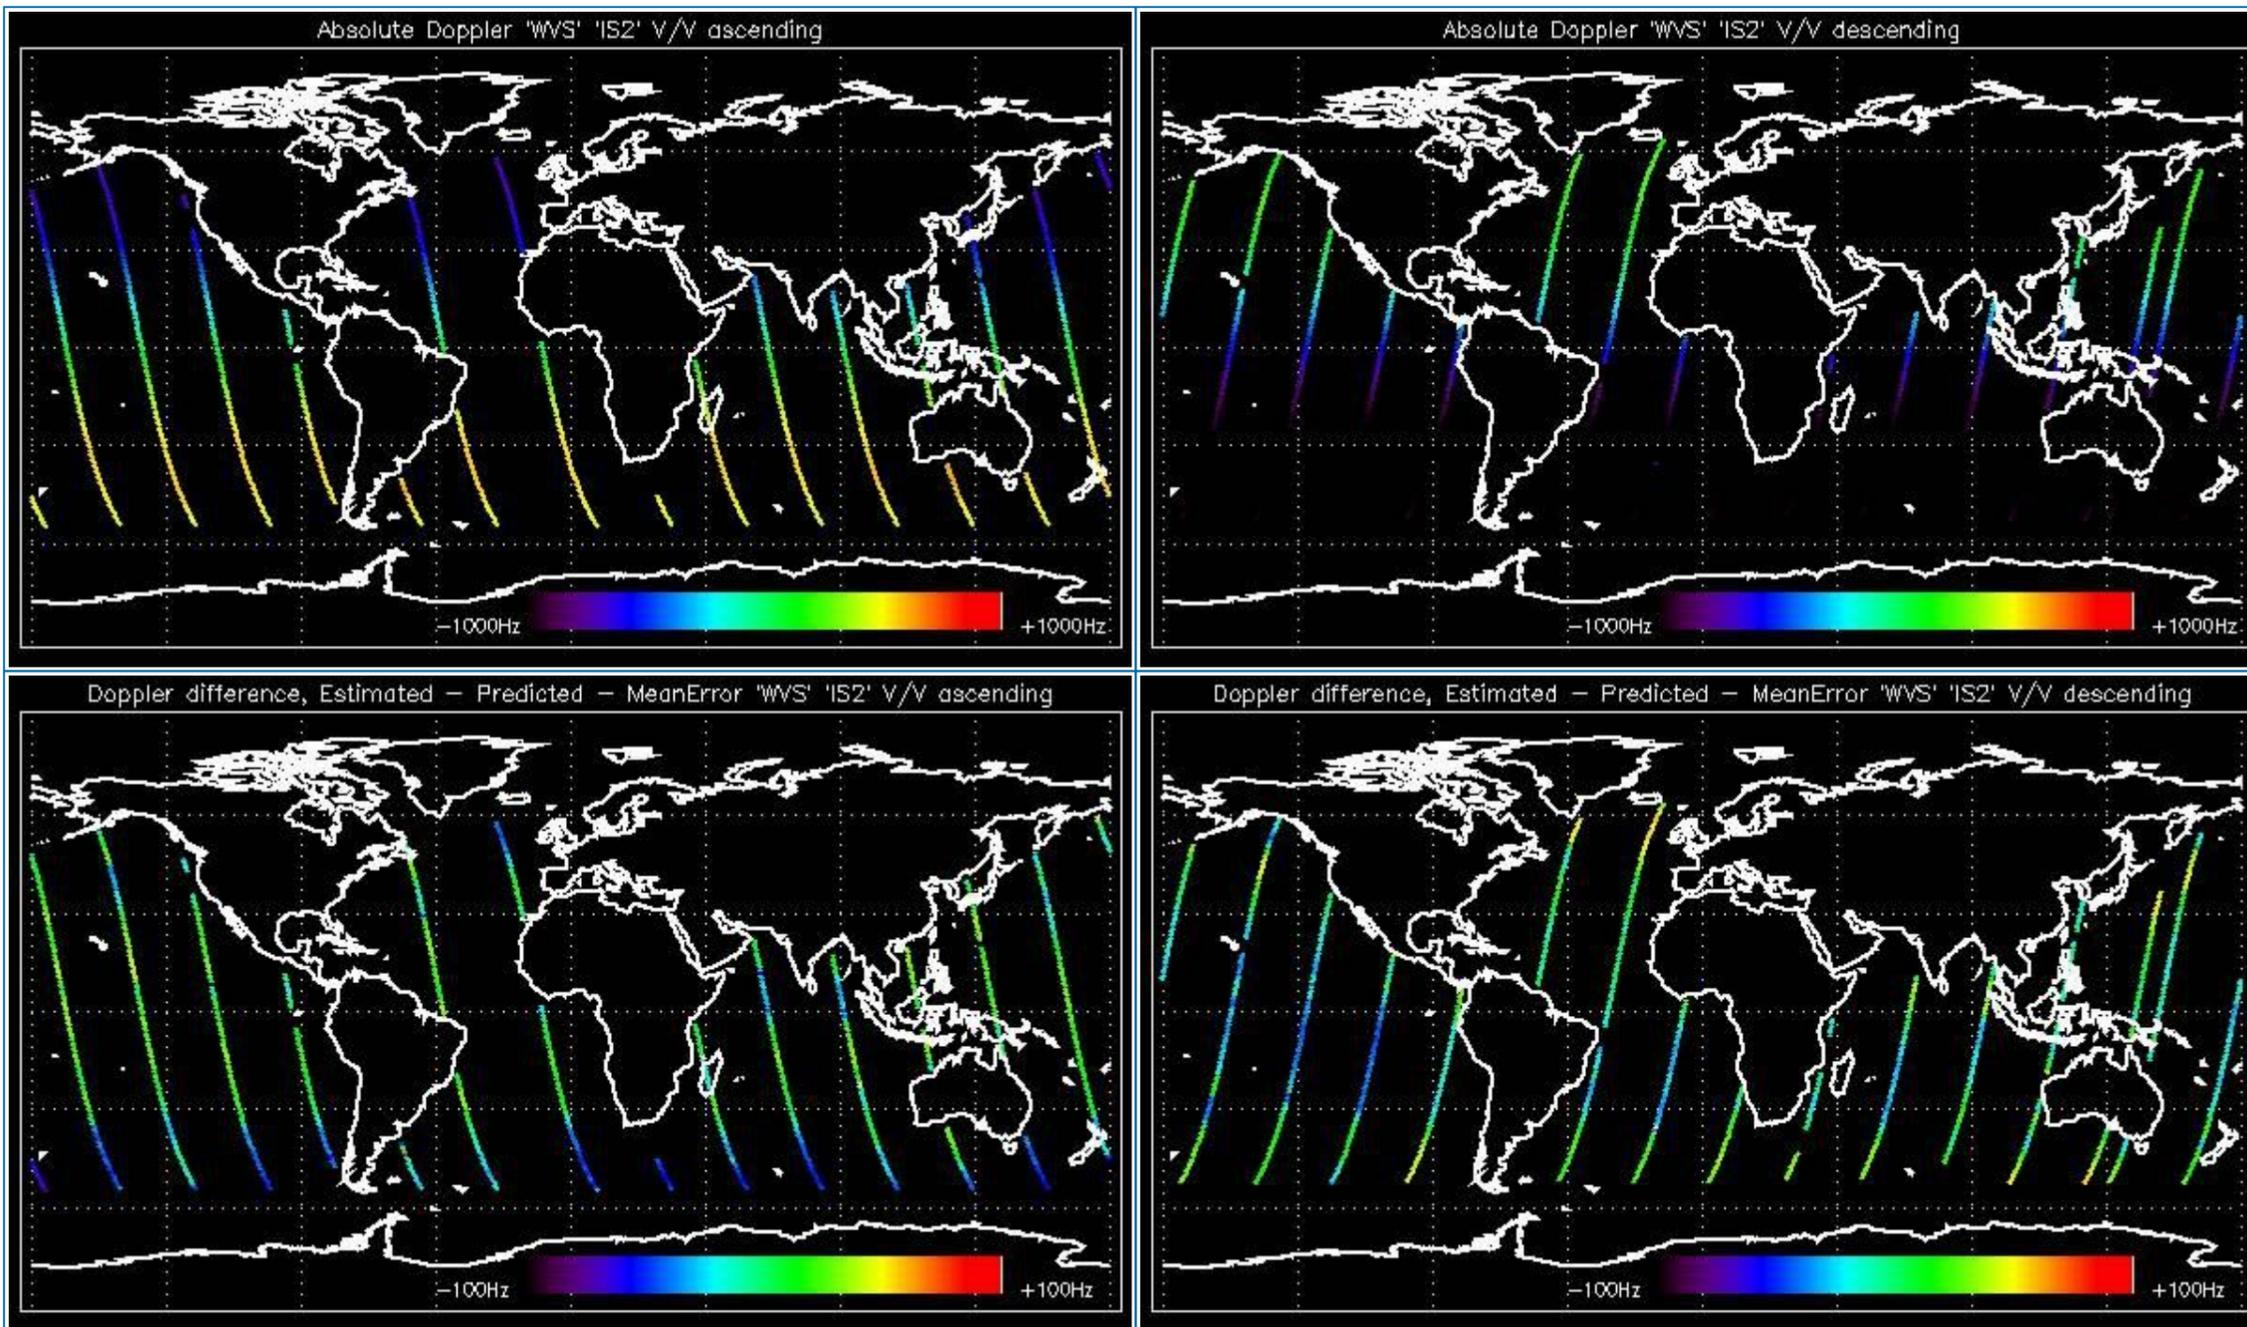 Absolute Doppler 'WVS' 'IS2' V/V ascending
−1000Hz
+1000Hz
Absolute Doppler 'WVS' 'IS2' V/V descending
−1000Hz
+1000Hz
Doppler difference, Estimated − Predicted − MeanError 'WVS' 'IS2' V/V ascending
−100Hz
+100Hz
Doppler difference, Estimated − Predicted − MeanError 'WVS' 'IS2' V/V descending
−100Hz
+100Hz